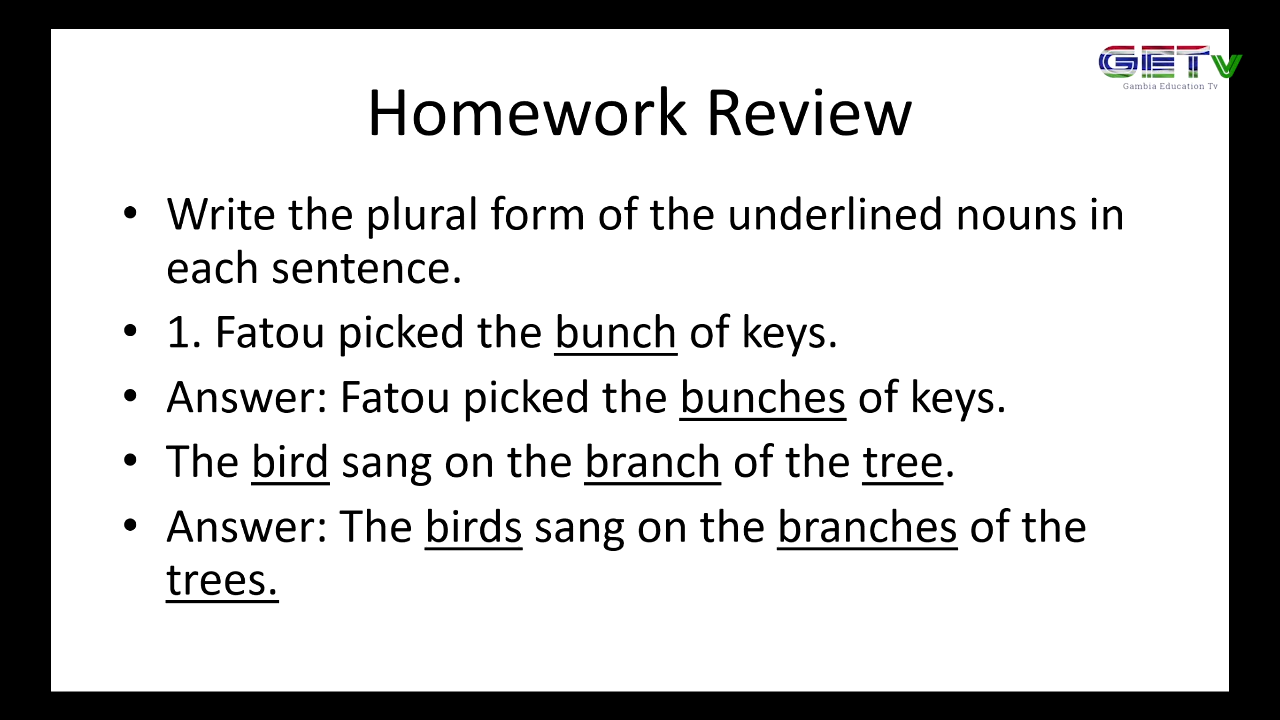 GETv
Gambia Education Tv
Homework Review
• Write the plural form of the underlined nouns in
each sentence.
• 1. Fatou picked the bunch of keys.
• Answer: Fatou picked the bunches of keys.
• The bird sang on the branch of the tree.
• Answer: The birds sang on the branches of the
trees.